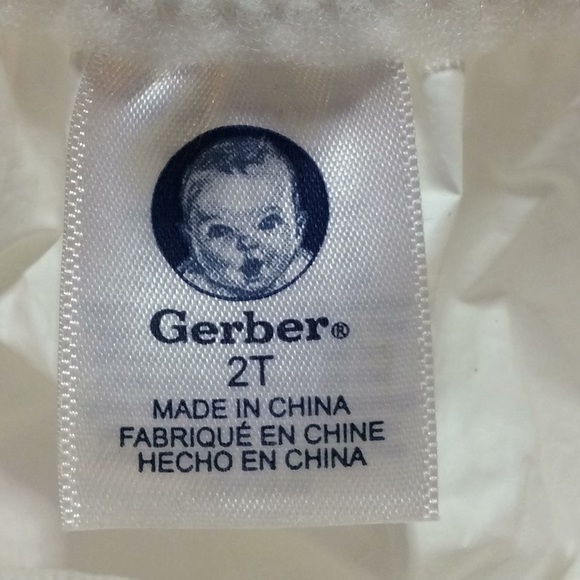 Gerber®
2T
MADE IN CHINA
FABRIQUÉ EN CHINE
HECHO EN CHINA